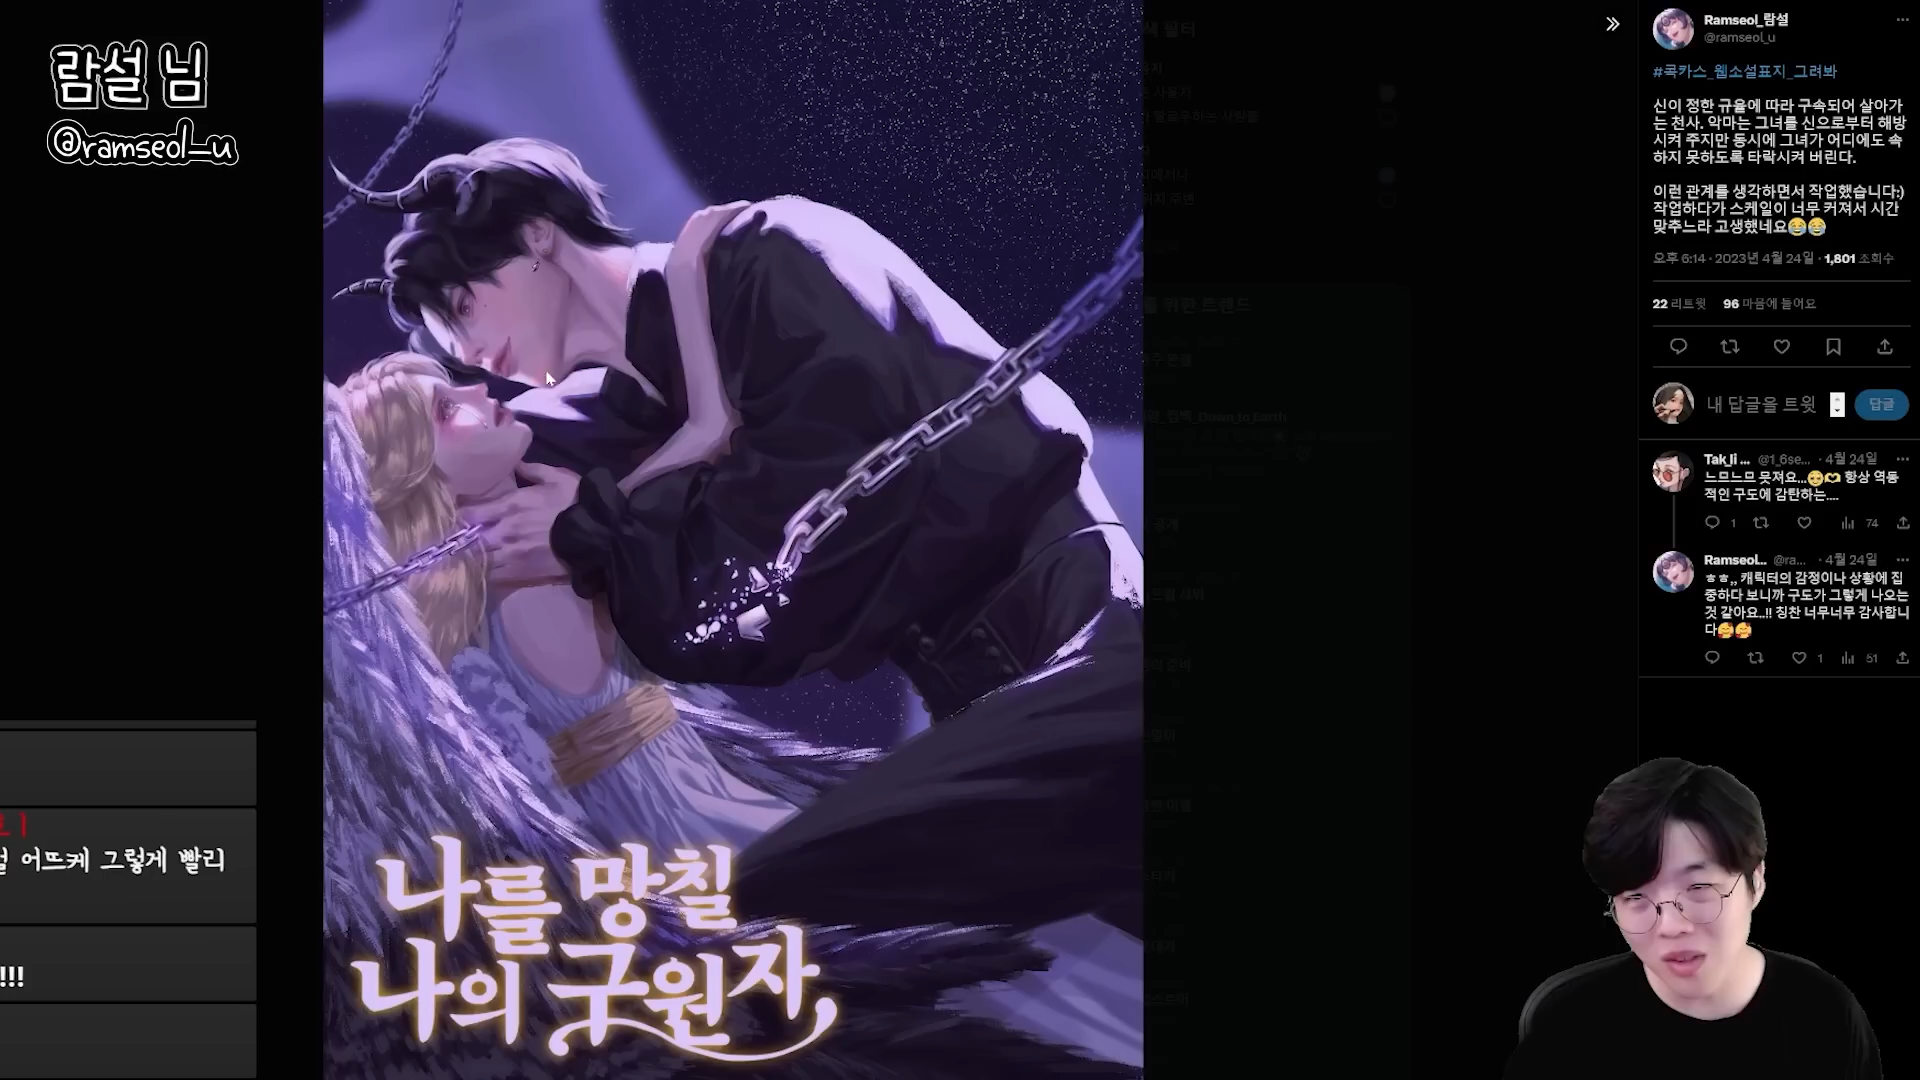 람설 님
@ramseol_u
어뜨케 그렇게 빨리
!!!
나를 망칠
나의 구원자
Ramseol_람설
@ramseol_u
#콕카스_웹소설표지_그려봐
신이 정한 규율에 따라 구속되어 살아가
는 천사. 악마는 그녀를 신으로부터 해방
시켜 주지만 동시에 그녀가 어디에도 속
하지 못하도록 타락시켜 버린다.
이런 관계를 생각하면서 작업했습니다:)
작업하다가 스케일이 너무 커져서 시간
맞추느라 고생했네요😂😂
오후 6:14 · 2023년 4월 24일 · 1,801 조회수
22 리트윗 96 마음에 들어요
내 답글을 트윗
답글
Tak_li ... @1_6se... · 4월 24일
느므느므 뭇져요...🥹🫶 항상 역동
적인 구도에 감탄하는....
1 74
Ramseol... @ra... · 4월 24일
ㅎㅎ,, 캐릭터의 감정이나 상황에 집
중하다 보니까 구도가 그렇게 나오는
것 같아요..!! 칭찬 너무너무 감사합니
다🥰🥰
1 51